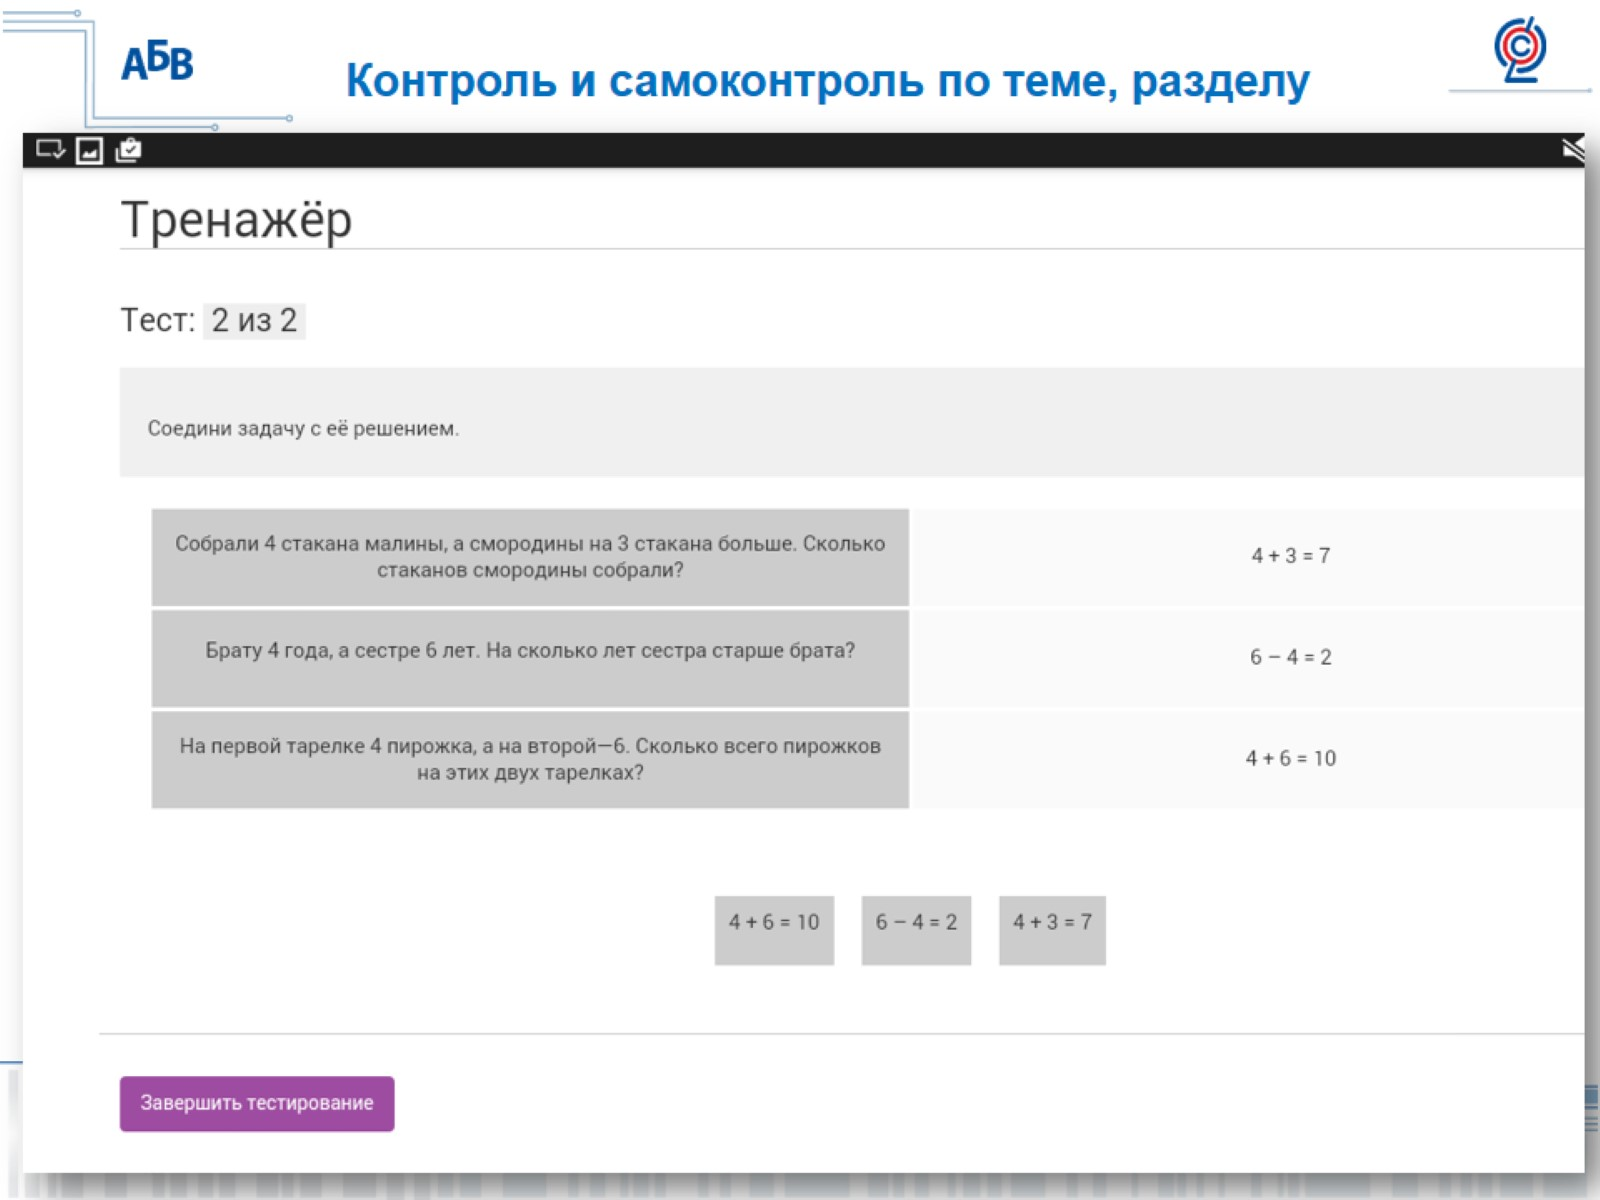 АБВ
Контроль и самоконтроль по теме, разделу
Тренажёр
Тест: 2 из 2
Соедини задачу с её решением.
Собрали 4 стакана малины, а смородины на 3 стакана больше. Сколько
стаканов смородины собрали?
4 + 3 = 7
Брату 4 года, а сестре 6 лет. На сколько лет сестра старше брата?
6 – 4 = 2
На первой тарелке 4 пирожка, а на второй—6. Сколько всего пирожков
на этих двух тарелках?
4 + 6 = 10
4 + 6 = 10
6 – 4 = 2
4 + 3 = 7
Завершить тестирование